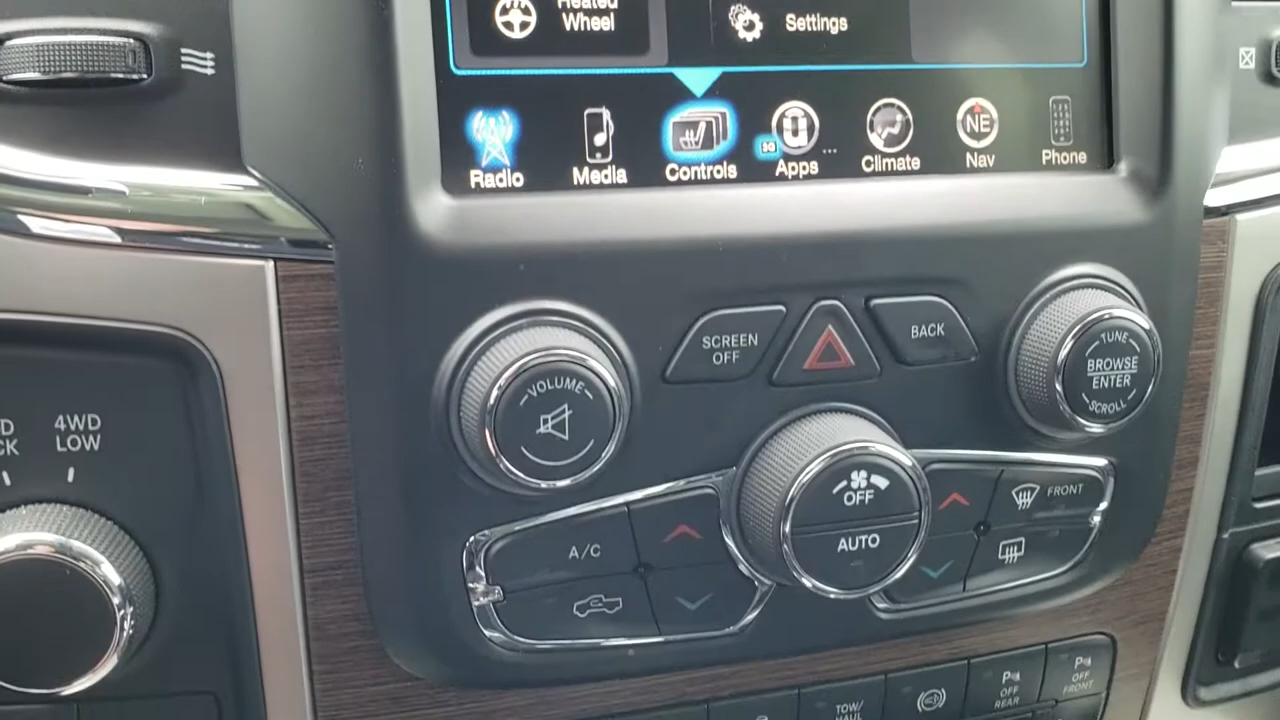 Heated
Wheel
Settings
Radio
Media
Controls
Apps
...
Climate
NE
Nav
Phone
SCREEN
OFF
BACK
VOLUME
TUNE
BROWSE
ENTER
SCROLL
4WD
LOW
OFF
AUTO
A/C
FRONT
TOW/
HAUL
P
OFF
REAR
P
OFF
FRONT